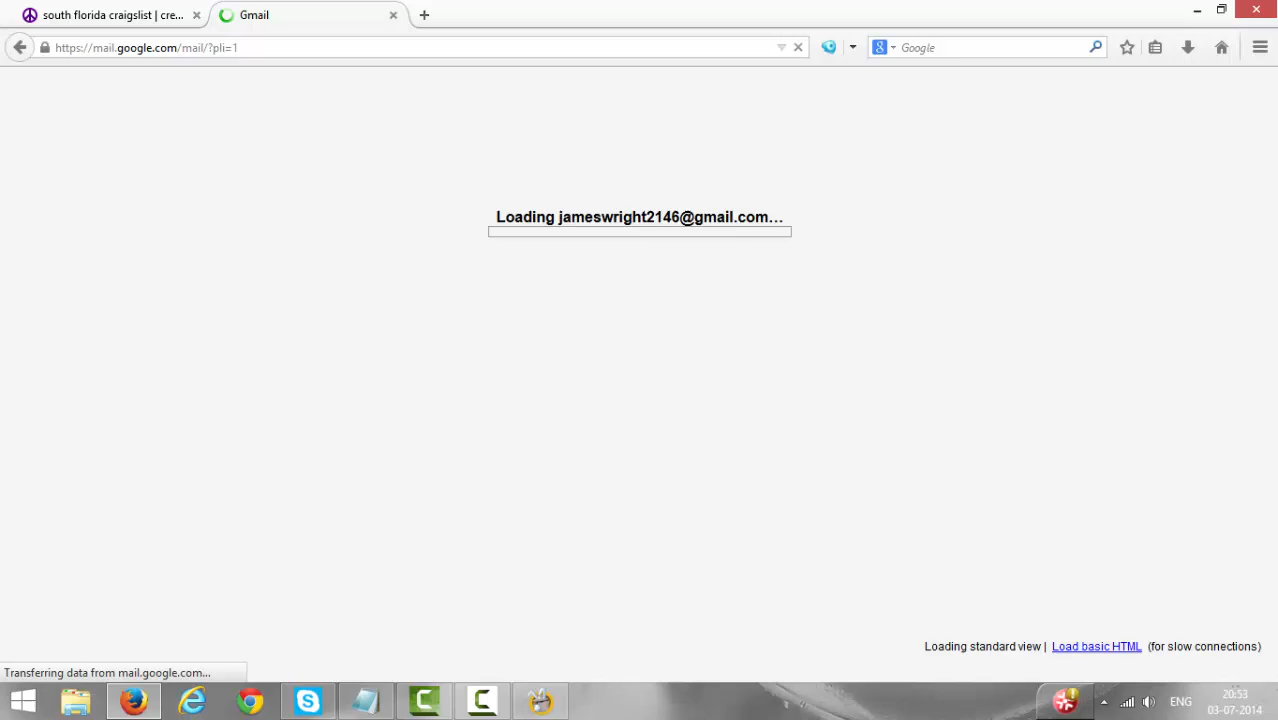 south florida craigslist | cre...
Gmail
https://mail.google.com/mail/?pli=1
Google
Loading jameswright2146@gmail.com…
Loading standard view | Load basic HTML (for slow connections)
Transferring data from mail.google.com...
ENG
20:53
03-07-2014